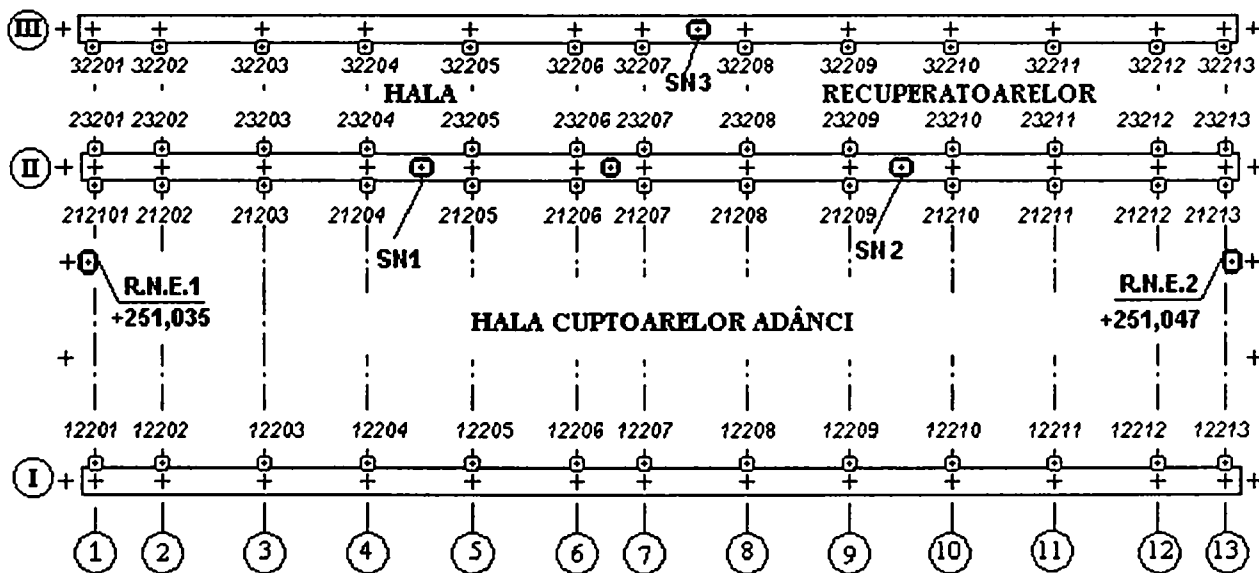 III
32201 32202 32203 32204 32205 32206 32207 32208 32209 32210 32211 32212 32213
SN3
HALA RECUPERATOARELOR
23201 23202 23203 23204 23205 23206 23207 23208 23209 23210 23211 23212 23213
II
212101 21202 21203 21204 21205 21206 21207 21208 21209 21210 21211 21212 21213
SN1 SN2
R.N.E.1 R.N.E.2
+251,035 +251,047
HALA CUPTOARELOR ADÂNCI
12201 12202 12203 12204 12205 12206 12207 12208 12209 12210 12211 12212 12213
I
1 2 3 4 5 6 7 8 9 10 11 12 13